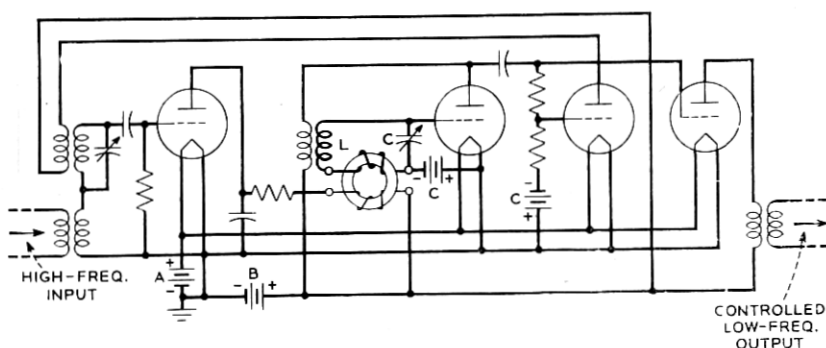 L
C
C
C
A
B
HIGH-FREQ.
INPUT
CONTROLLED
LOW-FREQ.
OUTPUT